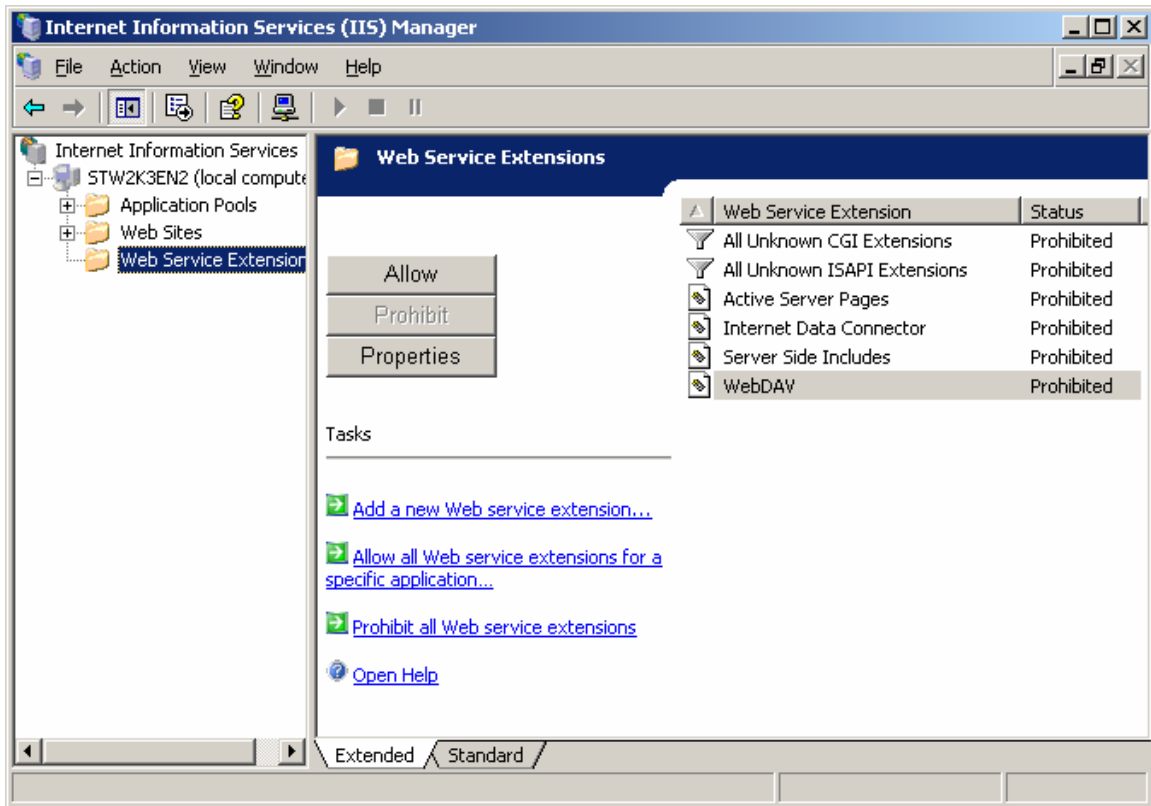 Internet Information Services (IIS) Manager
File Action View Window Help
Internet Information Services
STW2K3EN2 (local compute
Application Pools
Web Sites
Web Service Extension
Web Service Extensions
Allow
Prohibit
Properties
Tasks
Add a new Web service extension...
Allow all Web service extensions for a
specific application...
Prohibit all Web service extensions
Open Help
Web Service Extension Status
All Unknown CGI Extensions Prohibited
All Unknown ISAPI Extensions Prohibited
Active Server Pages Prohibited
Internet Data Connector Prohibited
Server Side Includes Prohibited
WebDAV Prohibited
Extended Standard